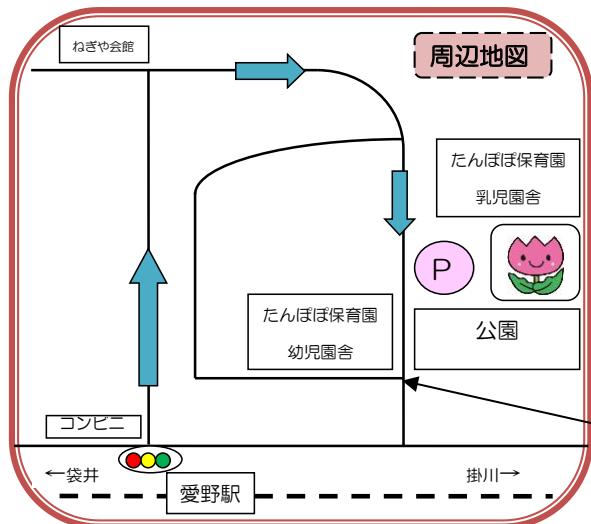 ねぎや会館
周辺地図
たんぽぽ保育園
乳児園舎
P
たんぽぽ保育園
幼児園舎
公園
コンビニ
←袋井
掛川→
愛野駅